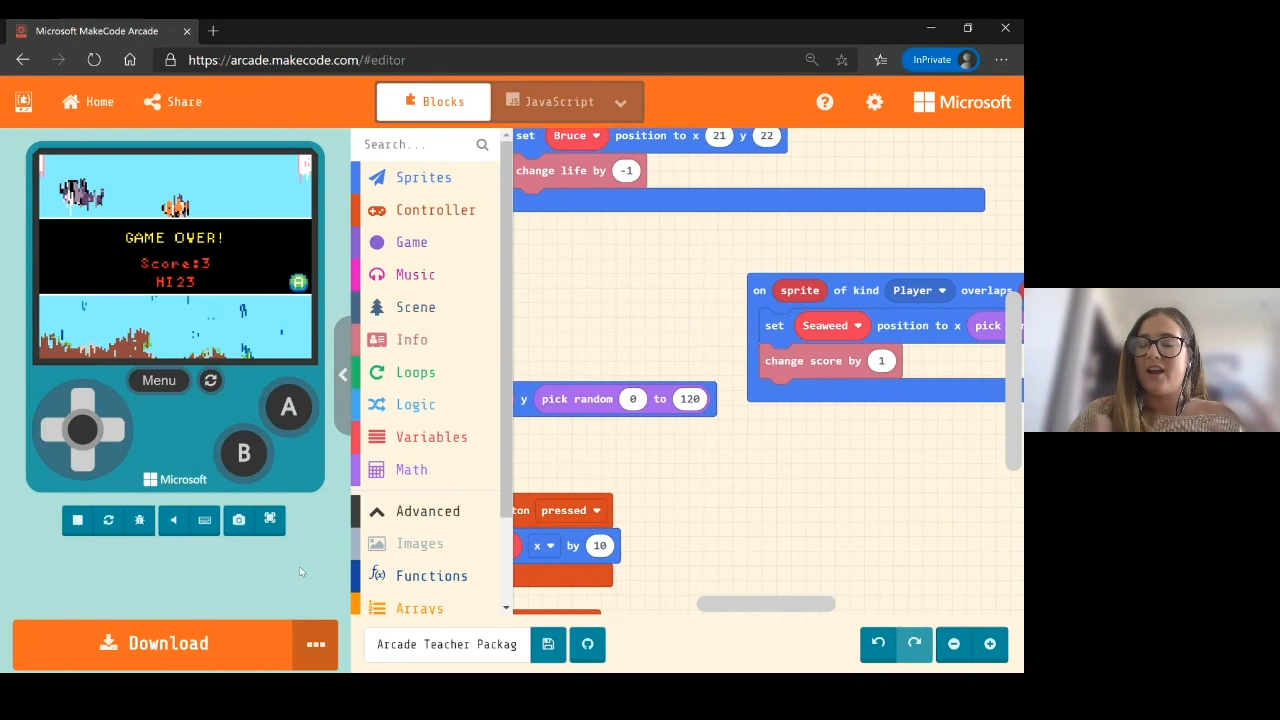 Microsoft MakeCode Arcade
https://arcade.makecode.com/#editor
InPrivate
Home
Share
Blocks
JavaScript
Microsoft
GAME OVER!
Score:3
HI23
A
Menu
A
B
Microsoft
Download
Search...
Sprites
Controller
Game
Music
Scene
Info
Loops
Logic
Variables
Math
Advanced
Images
Functions
Arrays
set Bruce position to x 21 y 22
change life by -1
on sprite of kind Player overlaps
set Seaweed position to x pick
change score by 1
y pick random 0 to 120
ton pressed
x by 10
Arcade Teacher Packag